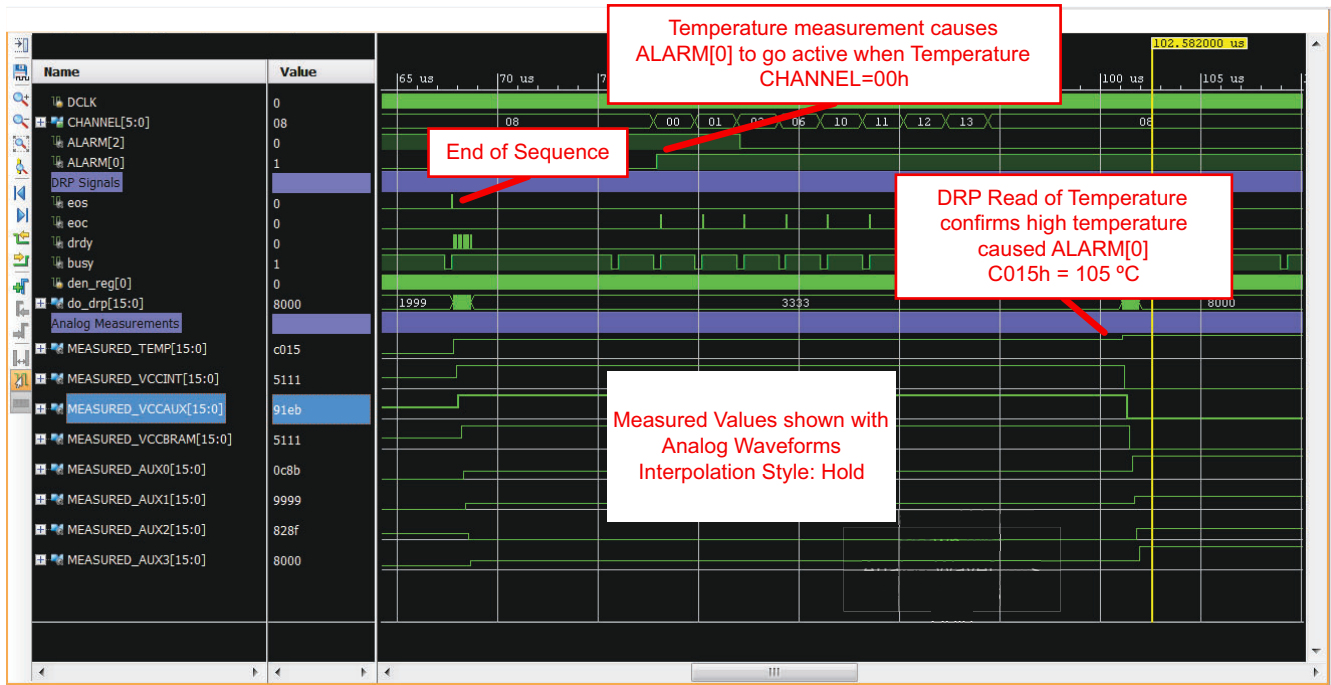 Temperature measurement causes
ALARM[0] to go active when Temperature
CHANNEL=00h
102.582000 us
Name Value
65 us 70 us 7 100 us 105 us
DCLK 0
CHANNEL[5:0] 08 08 00 01 02 06 10 11 12 13 08
ALARM[2] 0
End of Sequence
ALARM[0] 1
DRP Signals
eos 0
eoc 0
drdy 0
busy 1
den_reg[0] 0
DRP Read of Temperature
confirms high temperature
caused ALARM[0]
C015h = 105 ºC
do_drp[15:0] 8000 1999 3333 8000
Analog Measurements
MEASURED_TEMP[15:0] c015
MEASURED_VCCINT[15:0] 5111
MEASURED_VCCAUX[15:0] 91eb
MEASURED_VCCBRAM[15:0] 5111
MEASURED_AUX0[15:0] 0c8b
MEASURED_AUX1[15:0] 9999
MEASURED_AUX2[15:0] 828f
MEASURED_AUX3[15:0] 8000
Measured Values shown with
Analog Waveforms
Interpolation Style: Hold